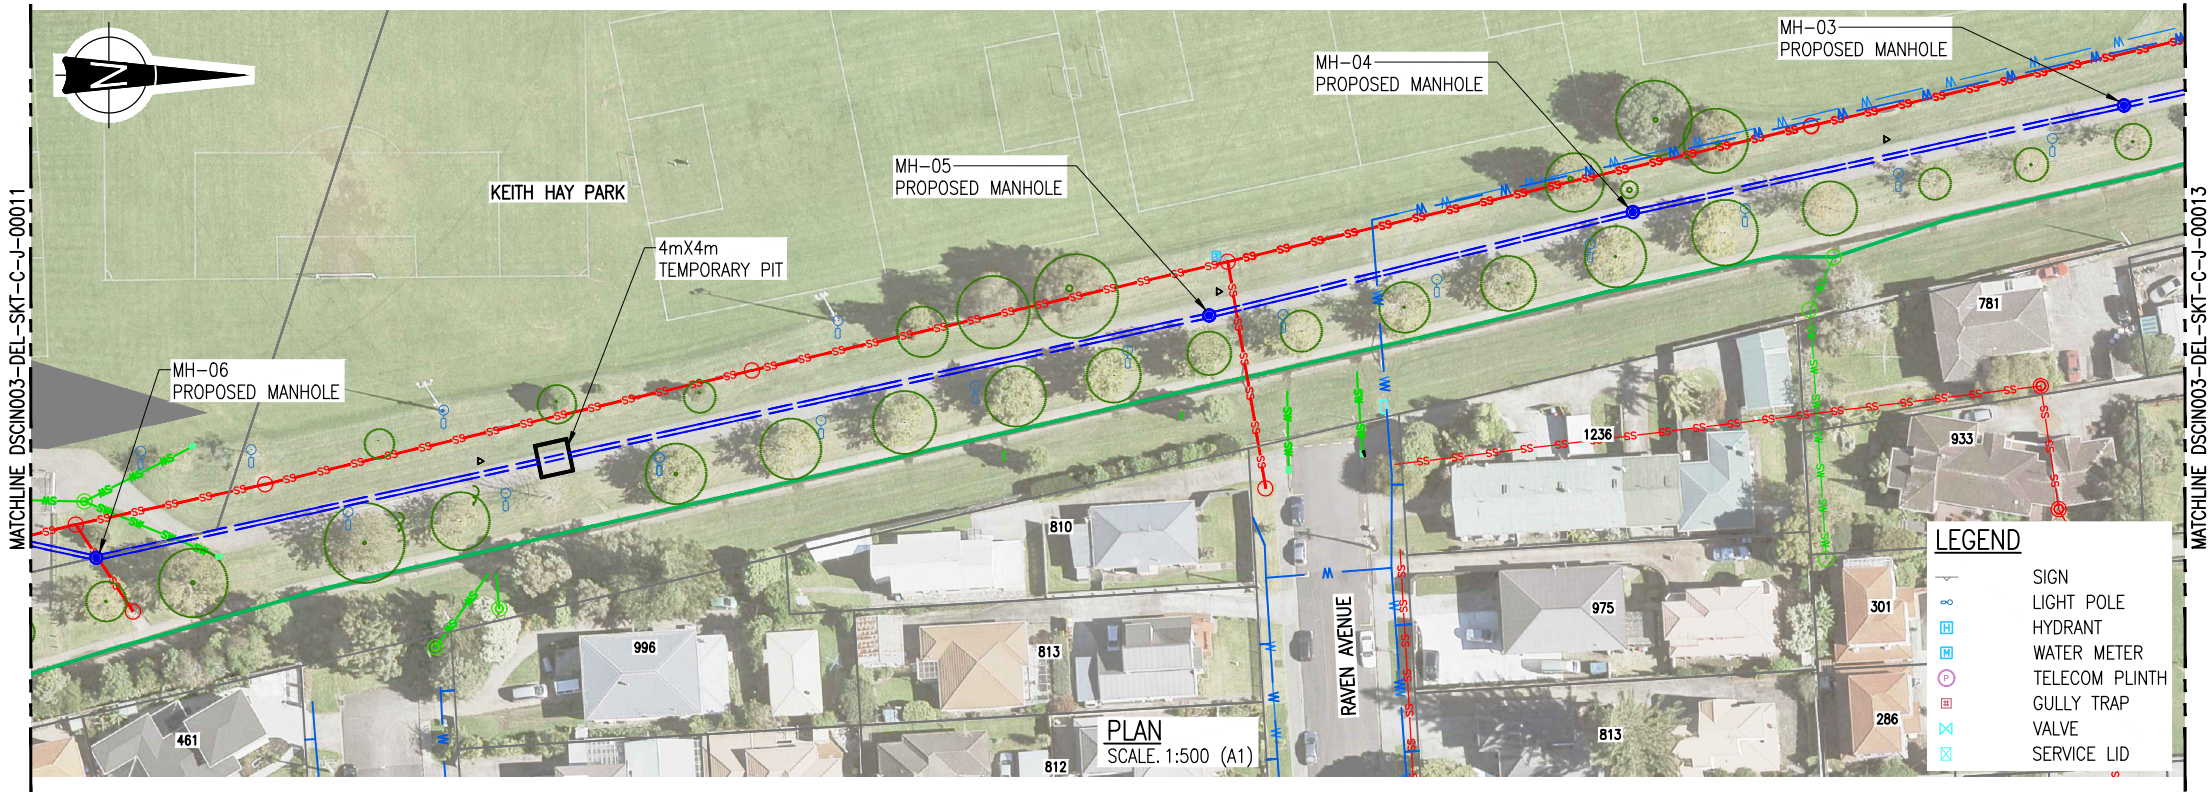 N
MH-03
PROPOSED MANHOLE
MH-04
PROPOSED MANHOLE
MH-05
PROPOSED MANHOLE
KEITH HAY PARK
4mX4m
TEMPORARY PIT
MH-06
PROPOSED MANHOLE
MATCHLINE DSCIN003-DEL-SKT-C-J-00011
MATCHLINE DSCIN003-DEL-SKT-C-J-00013
781
1236
933
810
975
301
996
813
RAVEN AVENUE
461
812
813
286
PLAN
SCALE. 1:500 (A1)
LEGEND
SIGN
LIGHT POLE
H HYDRANT
M WATER METER
P TELECOM PLINTH
GULLY TRAP
VALVE
SERVICE LID
SS
SW
W